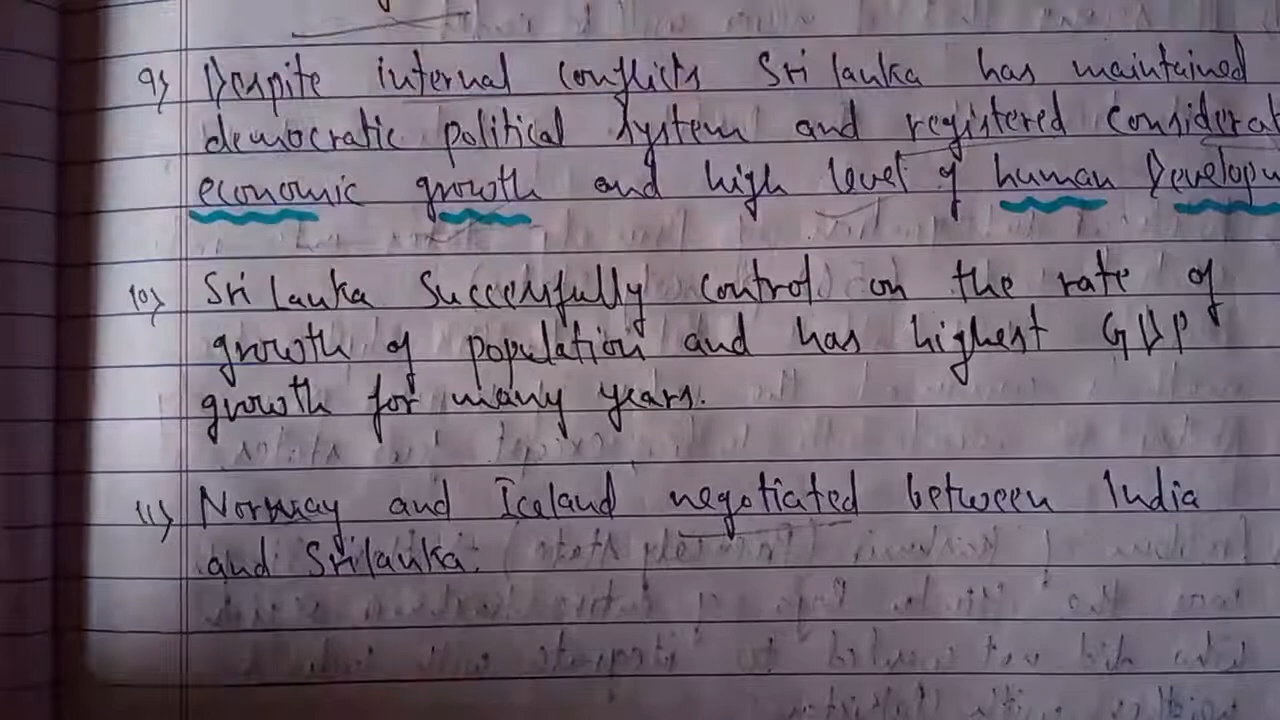 9) Despite internal conflicts Sri lanka has maintained
democratic political system and registered Considerat
economic growth and high level of human Developm
10) Sri Lanka Successfully control on the rate of
growth of population and has highest GDP
growth for many years.
11) Norway and Iceland negotiated between India
and Srilanka.